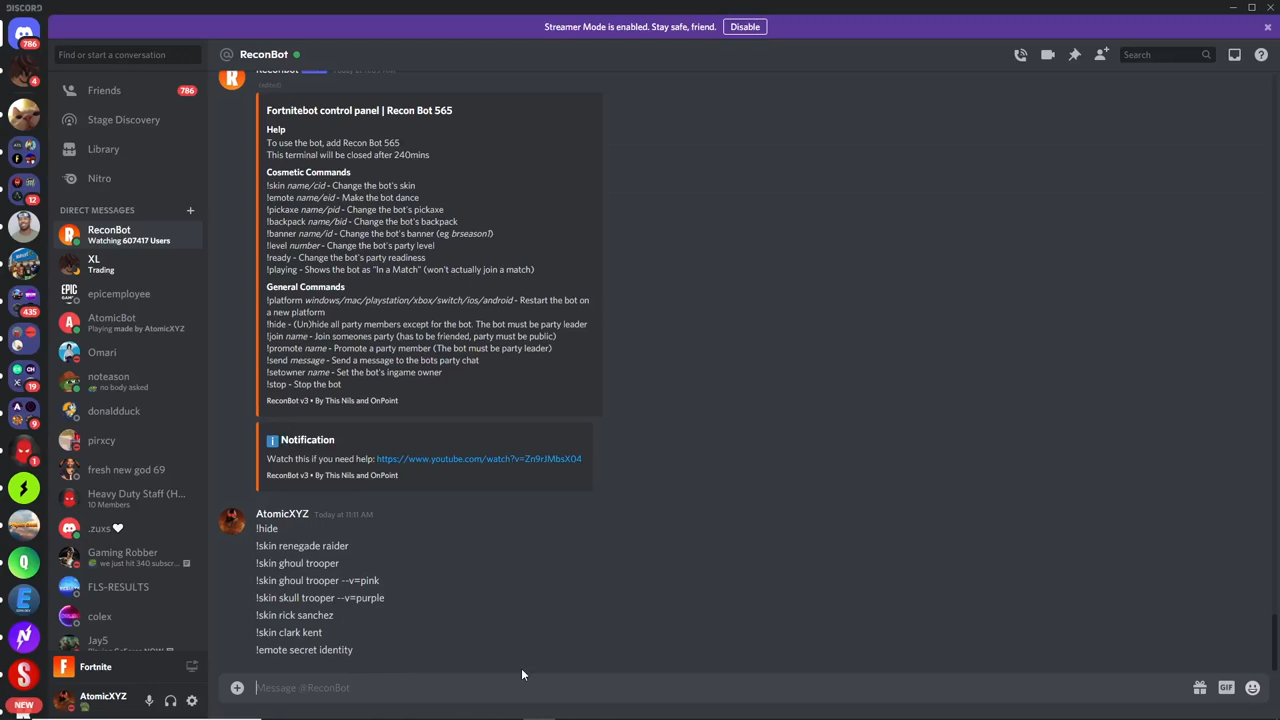 DISCORD
Streamer Mode is enabled. Stay safe, friend.
Disable
786
4
12
435
19
9
1
NEW
Find or start a conversation
Friends
786
Stage Discovery
Library
Nitro
DIRECT MESSAGES
ReconBot
Watching 607417 Users
XL
Trading
epicemployee
AtomicBot
Playing made by AtomicXYZ
Omari
noteason
no body asked
donaldduck
pirxcy
fresh new god 69
Heavy Duty Staff (H...
10 Members
.zuxs
Gaming Robber
we just hit 340 subscr...
FLS-RESULTS
colex
Jay5
Fortnite
AtomicXYZ
@ ReconBot
Search
Fortnitebot control panel | Recon Bot 565
Help
To use the bot, add Recon Bot 565
This terminal will be closed after 240mins
Cosmetic Commands
!skin name/cid - Change the bot's skin
!emote name/eid - Make the bot dance
!pickaxe name/pid - Change the bot's pickaxe
!backpack name/bid - Change the bot's backpack
!banner name/id - Change the bot's banner (eg brseason1)
!level number - Change the bot's party level
!ready - Change the bot's party readiness
!playing - Shows the bot as "In a Match" (won't actually join a match)
General Commands
!platform windows/mac/playstation/xbox/switch/ios/android - Restart the bot on
a new platform
!hide - (Un)hide all party members except for the bot. The bot must be party leader
!join name - Join someones party (has to be friended, party must be public)
!promote name - Promote a party member (The bot must be party leader)
!send message - Send a message to the bots party chat
!setowner name - Set the bot's ingame owner
!stop - Stop the bot
ReconBot v3 • By This Nils and OnPoint
Notification
Watch this if you need help: https://www.youtube.com/watch?v=Zn9rJMbsX04
ReconBot v3 • By This Nils and OnPoint
AtomicXYZ Today at 11:11 AM
!hide
!skin renegade raider
!skin ghoul trooper
!skin ghoul trooper --v=pink
!skin skull trooper --v=purple
!skin rick sanchez
!skin clark kent
!emote secret identity
Message @ReconBot
GIF